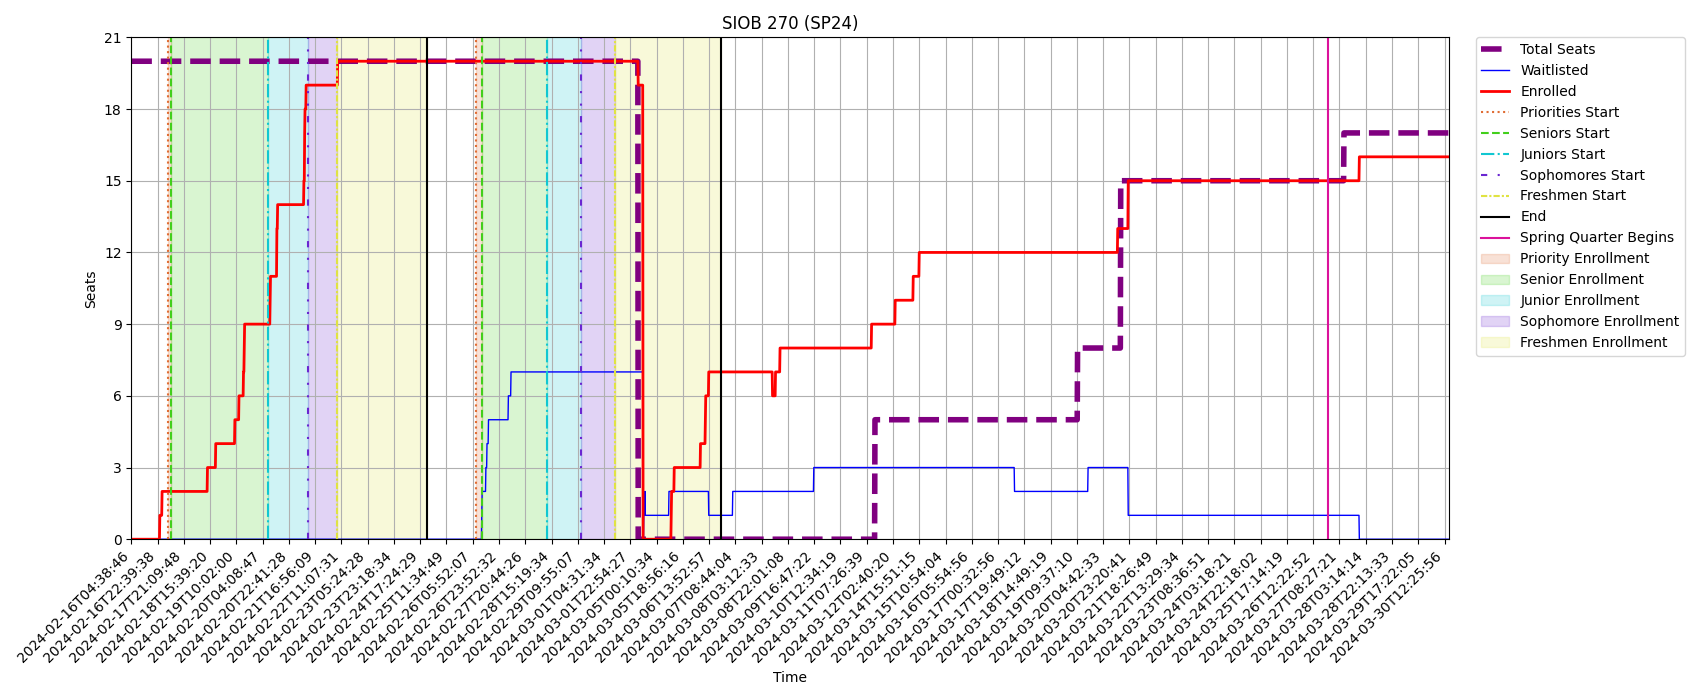 SIOB 270 (SP24)
21
18
15
12
9
6
3
0
Seats
2024-02-16T04:38:46
2024-02-16T22:39:38
2024-02-17T21:09:48
2024-02-18T15:39:20
2024-02-19T10:02:00
2024-02-20T04:08:47
2024-02-20T22:41:28
2024-02-21T16:56:09
2024-02-22T11:07:31
2024-02-23T05:24:28
2024-02-23T23:18:34
2024-02-24T17:24:29
2024-02-25T11:34:49
2024-02-26T05:52:07
2024-02-26T23:52:32
2024-02-27T20:44:26
2024-02-28T15:19:34
2024-02-29T09:55:07
2024-03-01T04:31:34
2024-03-01T22:54:27
2024-03-05T00:10:34
2024-03-05T18:56:16
2024-03-06T13:52:57
2024-03-07T08:44:04
2024-03-08T03:12:33
2024-03-08T22:01:08
2024-03-09T16:47:22
2024-03-10T12:34:19
2024-03-11T07:26:39
2024-03-12T40:20
2024-03-14T15:51:15
2024-03-15T10:54:04
2024-03-16T05:54:56
2024-03-17T00:32:56
2024-03-17T19:49:12
2024-03-18T14:49:19
2024-03-19T09:37:10
2024-03-20T04:42:33
2024-03-20T23:20:41
2024-03-21T18:26:49
2024-03-22T13:29:34
2024-03-23T08:36:51
2024-03-24T03:18:21
2024-03-24T22:18:02
2024-03-25T17:14:19
2024-03-26T12:22:52
2024-03-27T08:27:21
2024-03-28T03:14:14
2024-03-28T22:13:33
2024-03-29T17:22:05
2024-03-30T12:25:56
Time
Total Seats
Waitlisted
Enrolled
Priorities Start
Seniors Start
Juniors Start
Sophomores Start
Freshmen Start
End
Spring Quarter Begins
Priority Enrollment
Senior Enrollment
Junior Enrollment
Sophomore Enrollment
Freshmen Enrollment